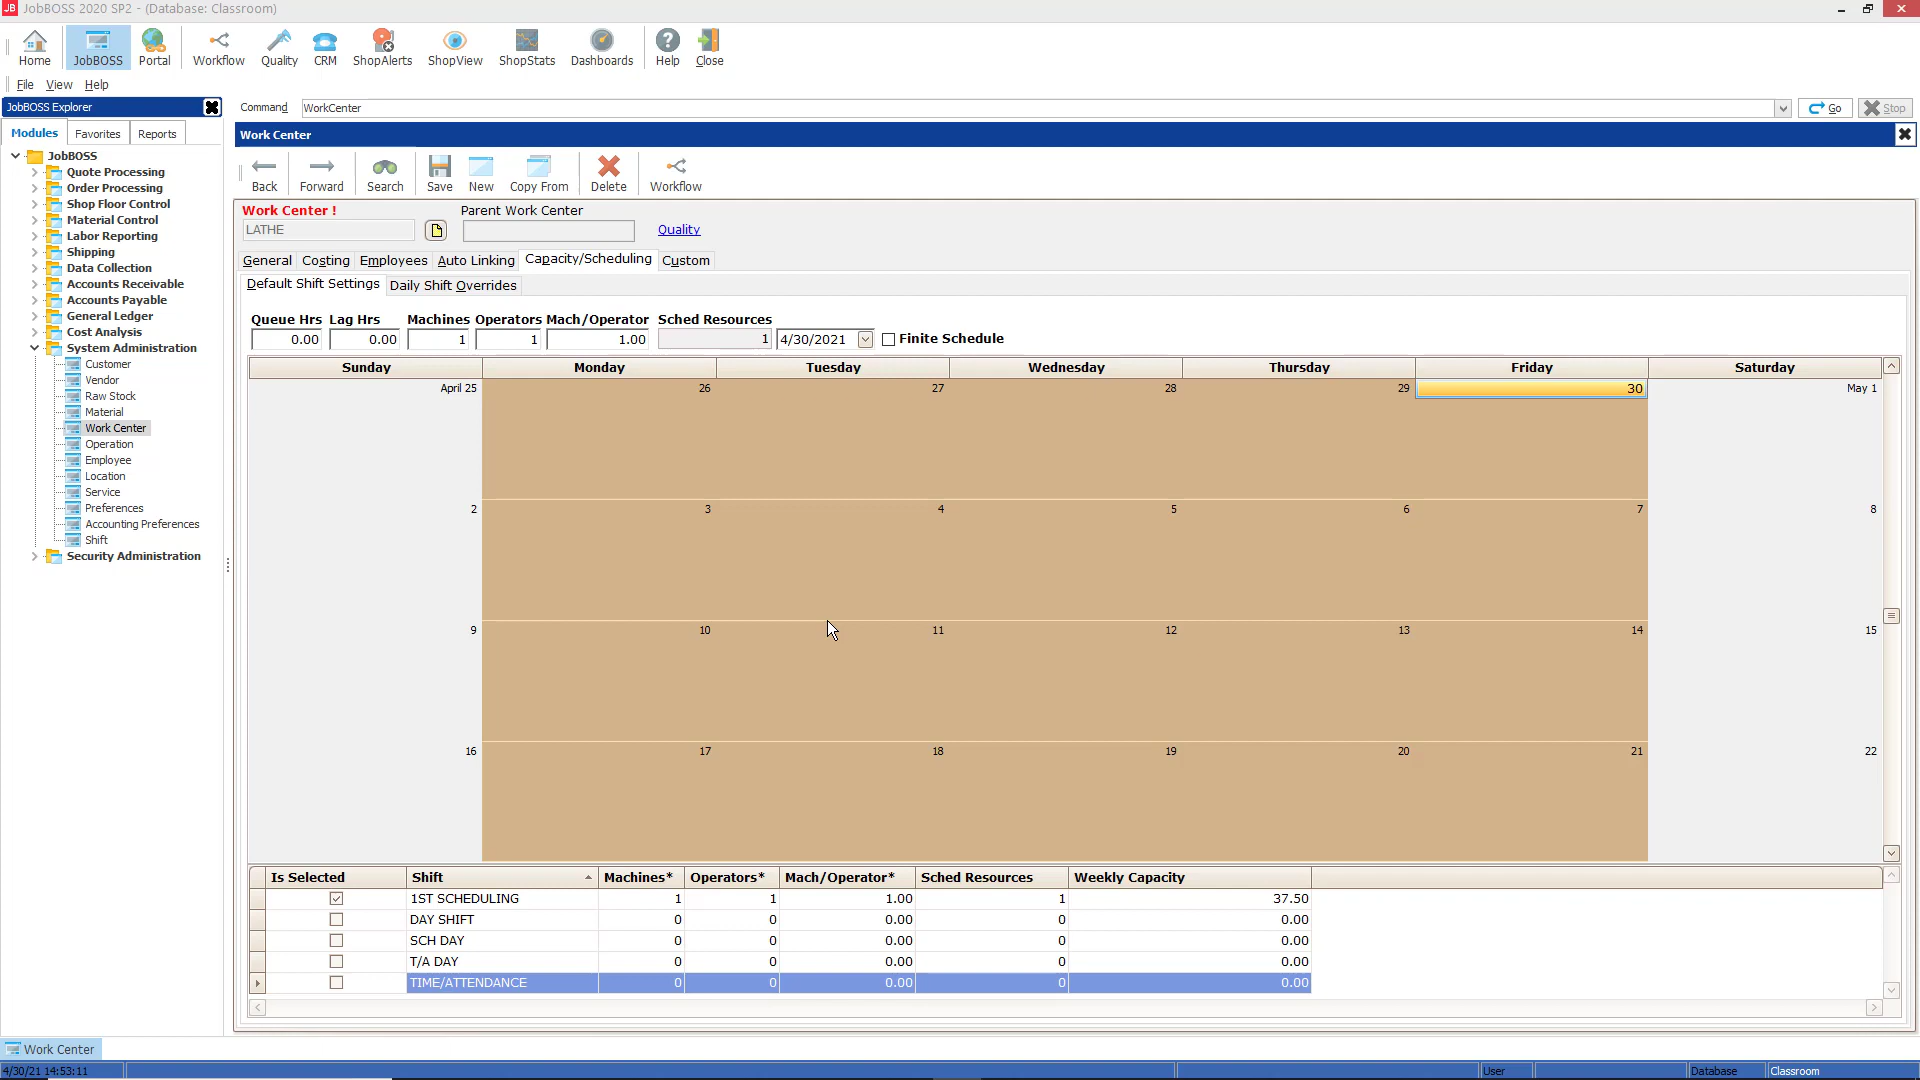 JB JobBOSS 2020 SP2 - (Database: Classroom)
Home JobBOSS Portal Workflow Quality CRM ShopAlerts ShopView ShopStats Dashboards Help Close
File View Help
JobBOSS Explorer
Command WorkCenter Go Stop
Modules Favorites Reports
Work Center
JobBOSS
Quote Processing
Order Processing
Shop Floor Control
Material Control
Labor Reporting
Shipping
Data Collection
Accounts Receivable
Accounts Payable
General Ledger
Cost Analysis
System Administration
Customer
Vendor
Raw Stock
Material
Work Center
Operation
Employee
Location
Service
Preferences
Accounting Preferences
Shift
Security Administration
Back Forward Search Save New Copy From Delete Workflow
Work Center ! Parent Work Center
LATHE Quality
General Costing Employees Auto Linking Capacity/Scheduling Custom
Default Shift Settings Daily Shift Overrides
Queue Hrs Lag Hrs Machines Operators Mach/Operator Sched Resources
0.00 0.00 1 1 1.00 1 4/30/2021 Finite Schedule
Sunday Monday Tuesday Wednesday Thursday Friday Saturday
April 25 26 27 28 29 30 May 1
2 3 4 5 6 7 8
9 10 11 12 13 14 15
16 17 18 19 20 21 22
Is Selected Shift Machines* Operators* Mach/Operator* Sched Resources Weekly Capacity
1ST SCHEDULING 1 1 1.00 1 37.50
DAY SHIFT 0 0 0.00 0 0.00
SCH DAY 0 0 0.00 0 0.00
T/A DAY 0 0 0.00 0 0.00
TIME/ATTENDANCE 0 0 0.00 0 0.00
Work Center
4/30/21 14:53:11 User Database Classroom